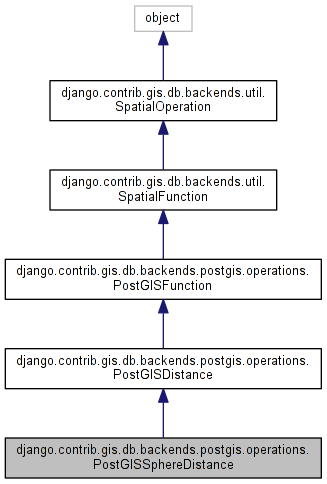 object
django.contrib.gis.db.backends.util.
SpatialOperation
django.contrib.gis.db.backends.util.
SpatialFunction
django.contrib.gis.db.backends.postgis.operations.
PostGISFunction
django.contrib.gis.db.backends.postgis.operations.
PostGISDistance
django.contrib.gis.db.backends.postgis.operations.
PostGISSphereDistance